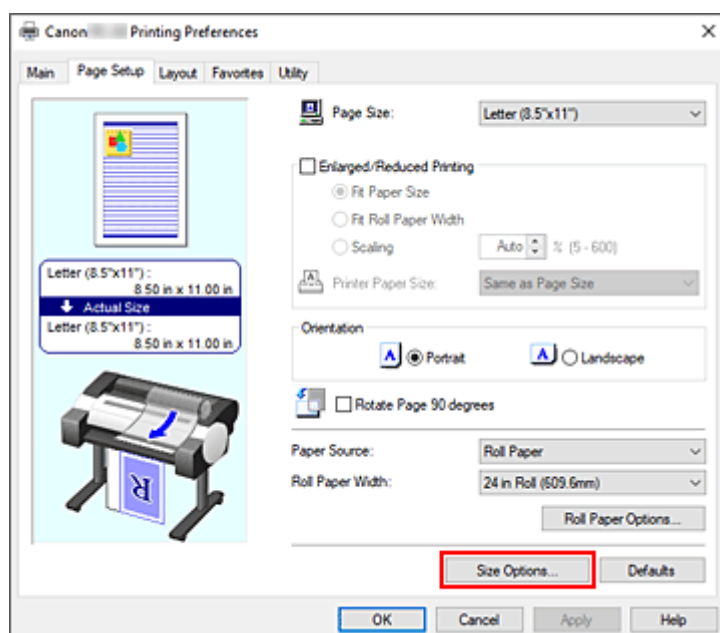 Canon Printing Preferences
Main Page Setup Layout Favorites Utility
Page Size: Letter (8.5"x11")
Enlarged/Reduced Printing
Fit Paper Size
Fit Roll Paper Width
Scaling Auto % (5 - 600)
Printer Paper Size: Same as Page Size
Letter (8.5"x11") :
8.50 in x 11.00 in
Actual Size
Letter (8.5"x11") :
8.50 in x 11.00 in
Orientation
A Portrait A Landscape
Rotate Page 90 degrees
Paper Source: Roll Paper
Roll Paper Width: 24 in Roll (609.6mm)
R
Roll Paper Options...
Size Options... Defaults
OK Cancel Apply Help